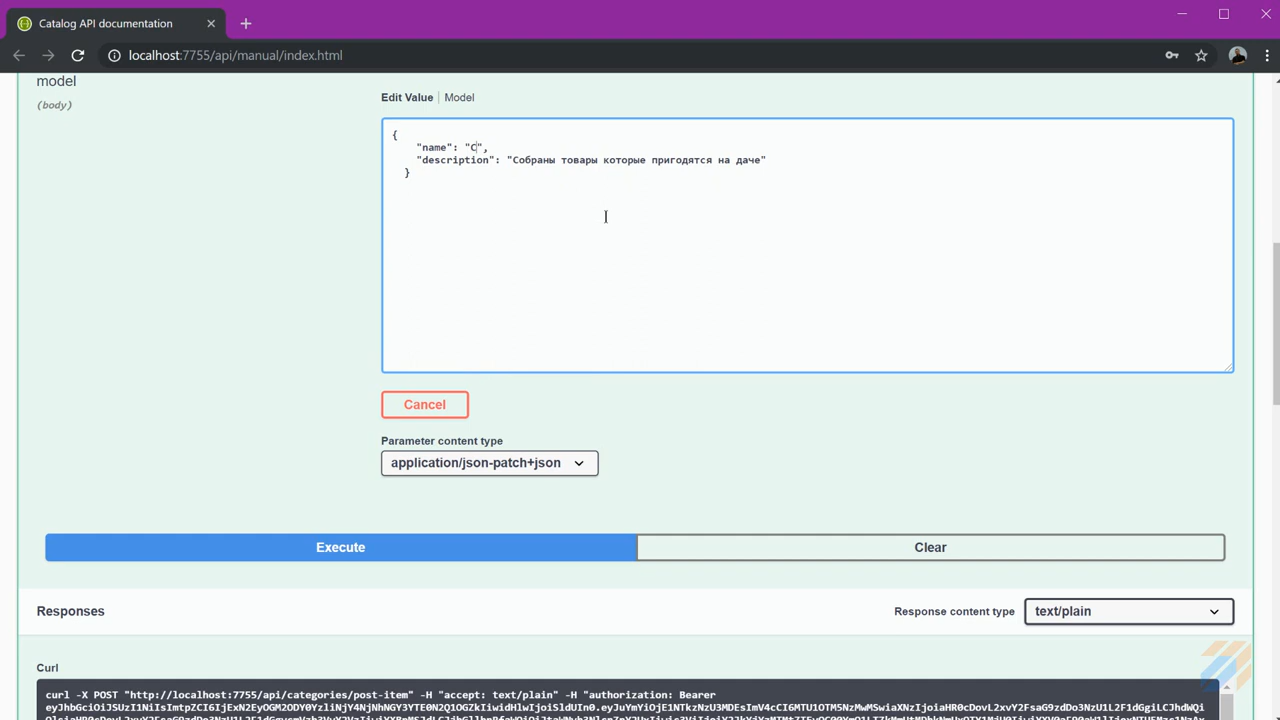 Catalog API documentation
localhost:7755/api/manual/index.html
model
(body)
Edit Value | Model
{
"name": "С",
"description": "Собраны товары которые пригодятся на даче"
}
Cancel
Parameter content type
application/json-patch+json
Execute
Clear
Responses
Response content type
text/plain
Curl
curl -X POST "http://localhost:7755/api/categories/post-item" -H "accept: text/plain" -H "authorization: Bearer